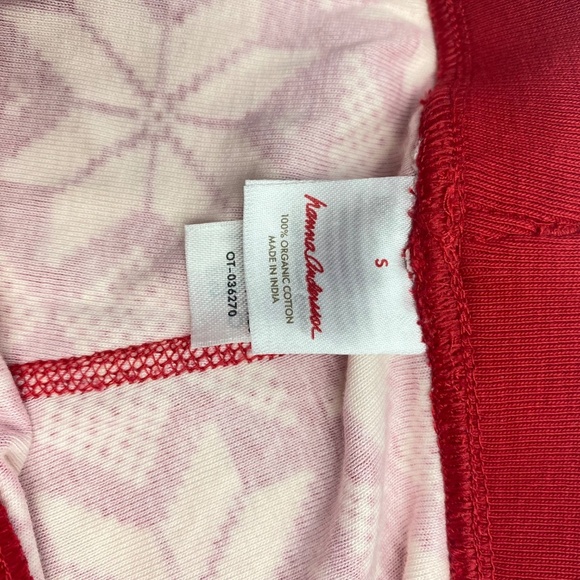 hanna andersson
S
100% ORGANIC COTTON
MADE IN INDIA
OT-036270